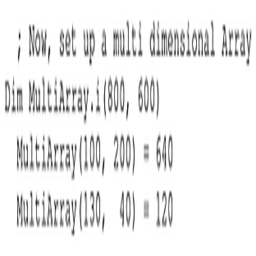 ; Now, set up a multi dimensional Array
Dim MultiArray.i(800, 600)
MultiArray(100, 200) = 640
MultiArray(130, 40) = 120